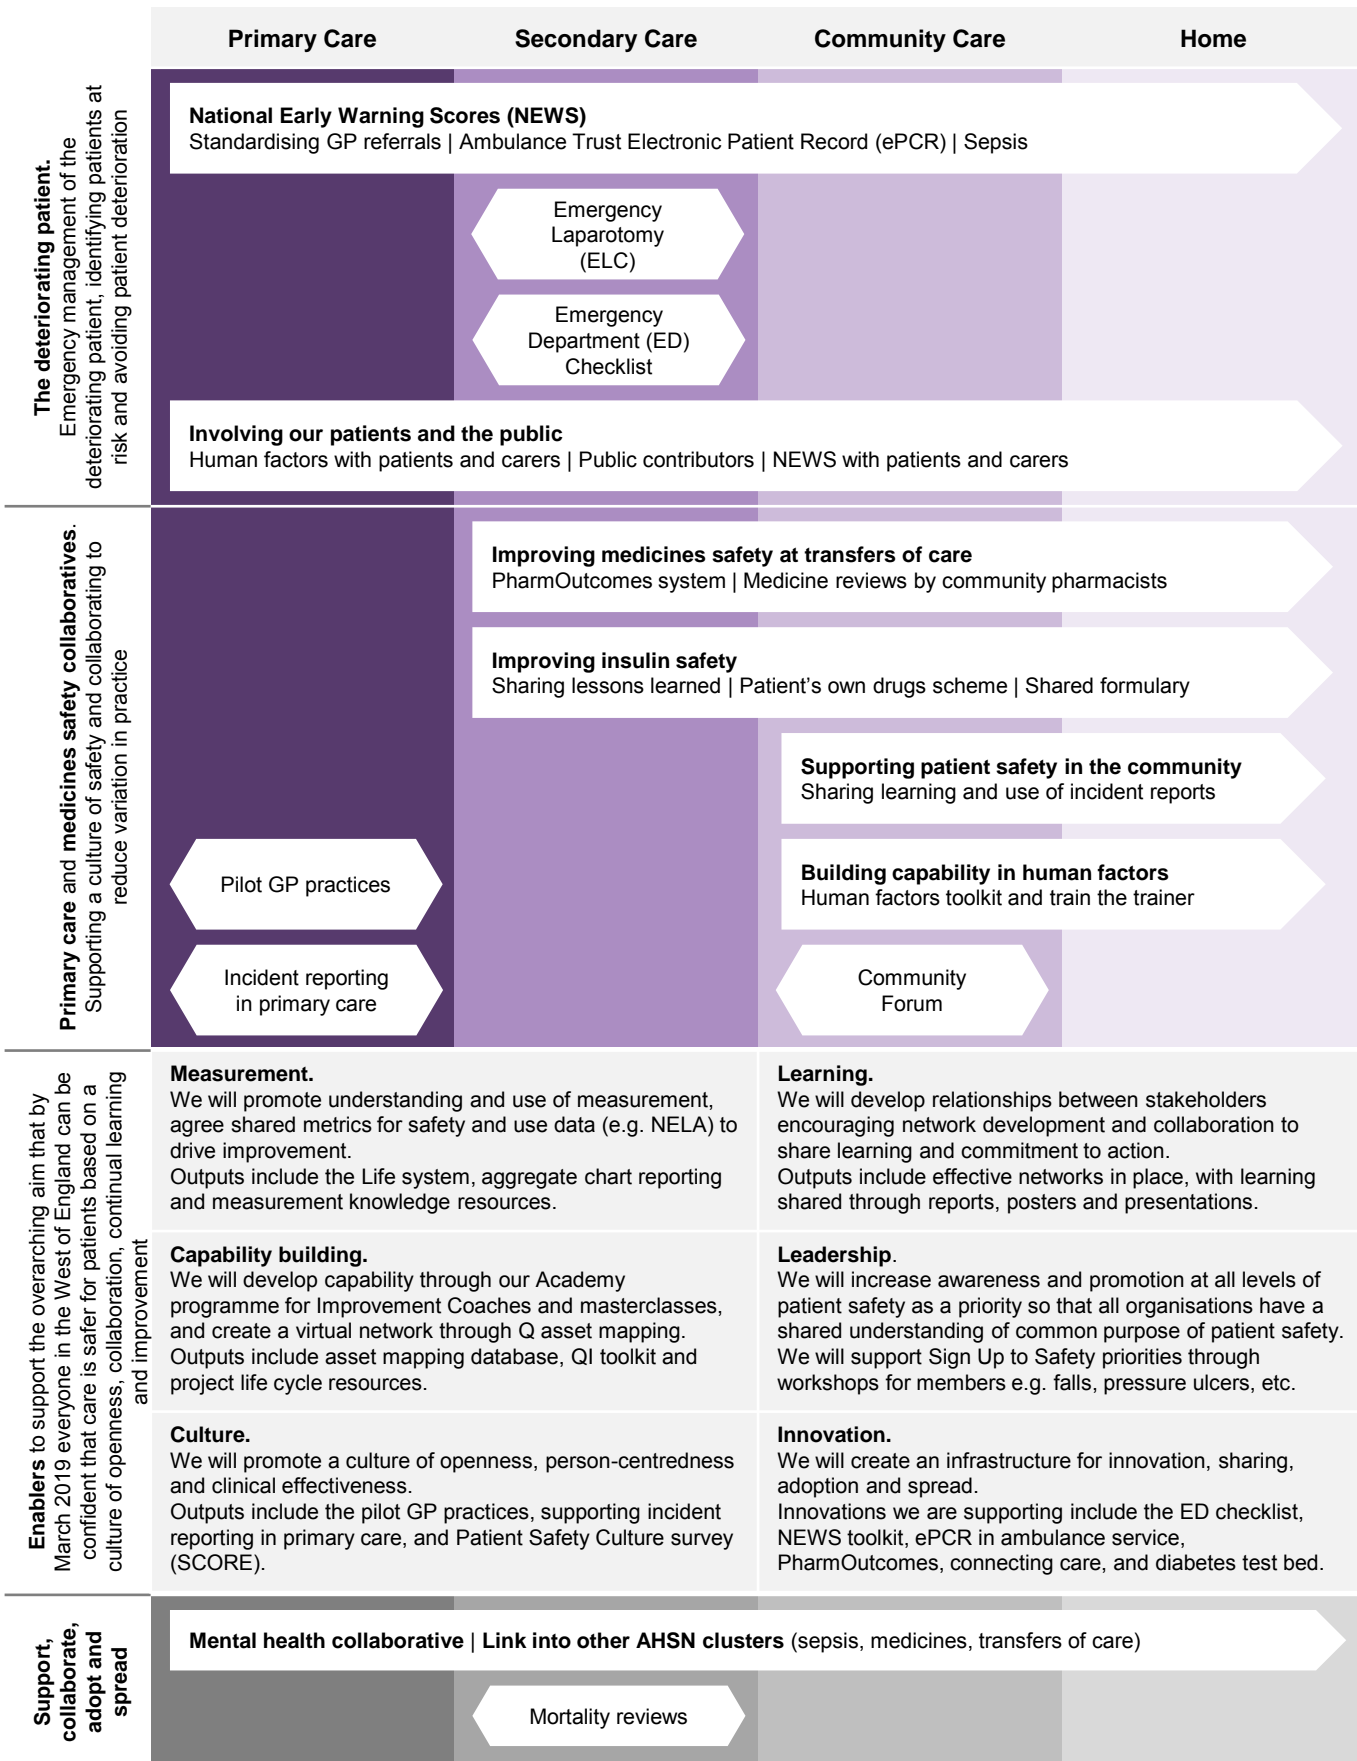 Primary Care
Secondary Care
Community Care
Home
The deteriorating patient.
Emergency management of the
deteriorating patient, identifying patients at
risk and avoiding patient deterioration
National Early Warning Scores (NEWS)
Standardising GP referrals | Ambulance Trust Electronic Patient Record (ePCR) | Sepsis
Emergency
Laparotomy
(ELC)
Emergency
Department (ED)
Checklist
Involving our patients and the public
Human factors with patients and carers | Public contributors | NEWS with patients and carers
Primary care and medicines safety collaboratives.
Supporting a culture of safety and collaborating to
reduce variation in practice
Improving medicines safety at transfers of care
PharmOutcomes system | Medicine reviews by community pharmacists
Improving insulin safety
Sharing lessons learned | Patient’s own drugs scheme | Shared formulary
Supporting patient safety in the community
Sharing learning and use of incident reports
Pilot GP practices
Building capability in human factors
Human factors toolkit and train the trainer
Incident reporting
in primary care
Community
Forum
Enablers to support the overarching aim that by
March 2019 everyone in the West of England can be
confident that care is safer for patients based on a
culture of openness, collaboration, continual learning
and improvement
Measurement.
We will promote understanding and use of measurement,
agree shared metrics for safety and use data (e.g. NELA) to
drive improvement.
Outputs include the Life system, aggregate chart reporting
and measurement knowledge resources.
Learning.
We will develop relationships between stakeholders
encouraging network development and collaboration to
share learning and commitment to action.
Outputs include effective networks in place, with learning
shared through reports, posters and presentations.
Capability building.
We will develop capability through our Academy
programme for Improvement Coaches and masterclasses,
and create a virtual network through Q asset mapping.
Outputs include asset mapping database, QI toolkit and
project life cycle resources.
Leadership.
We will increase awareness and promotion at all levels of
patient safety as a priority so that all organisations have a
shared understanding of common purpose of patient safety.
We will support Sign Up to Safety priorities through
workshops for members e.g. falls, pressure ulcers, etc.
Culture.
We will promote a culture of openness, person-centredness
and clinical effectiveness.
Outputs include the pilot GP practices, supporting incident
reporting in primary care, and Patient Safety Culture survey
(SCORE).
Innovation.
We will create an infrastructure for innovation, sharing,
adoption and spread.
Innovations we are supporting include the ED checklist,
NEWS toolkit, ePCR in ambulance service,
PharmOutcomes, connecting care, and diabetes test bed.
Support,
collaborate,
adopt and
spread
Mental health collaborative | Link into other AHSN clusters (sepsis, medicines, transfers of care)
Mortality reviews